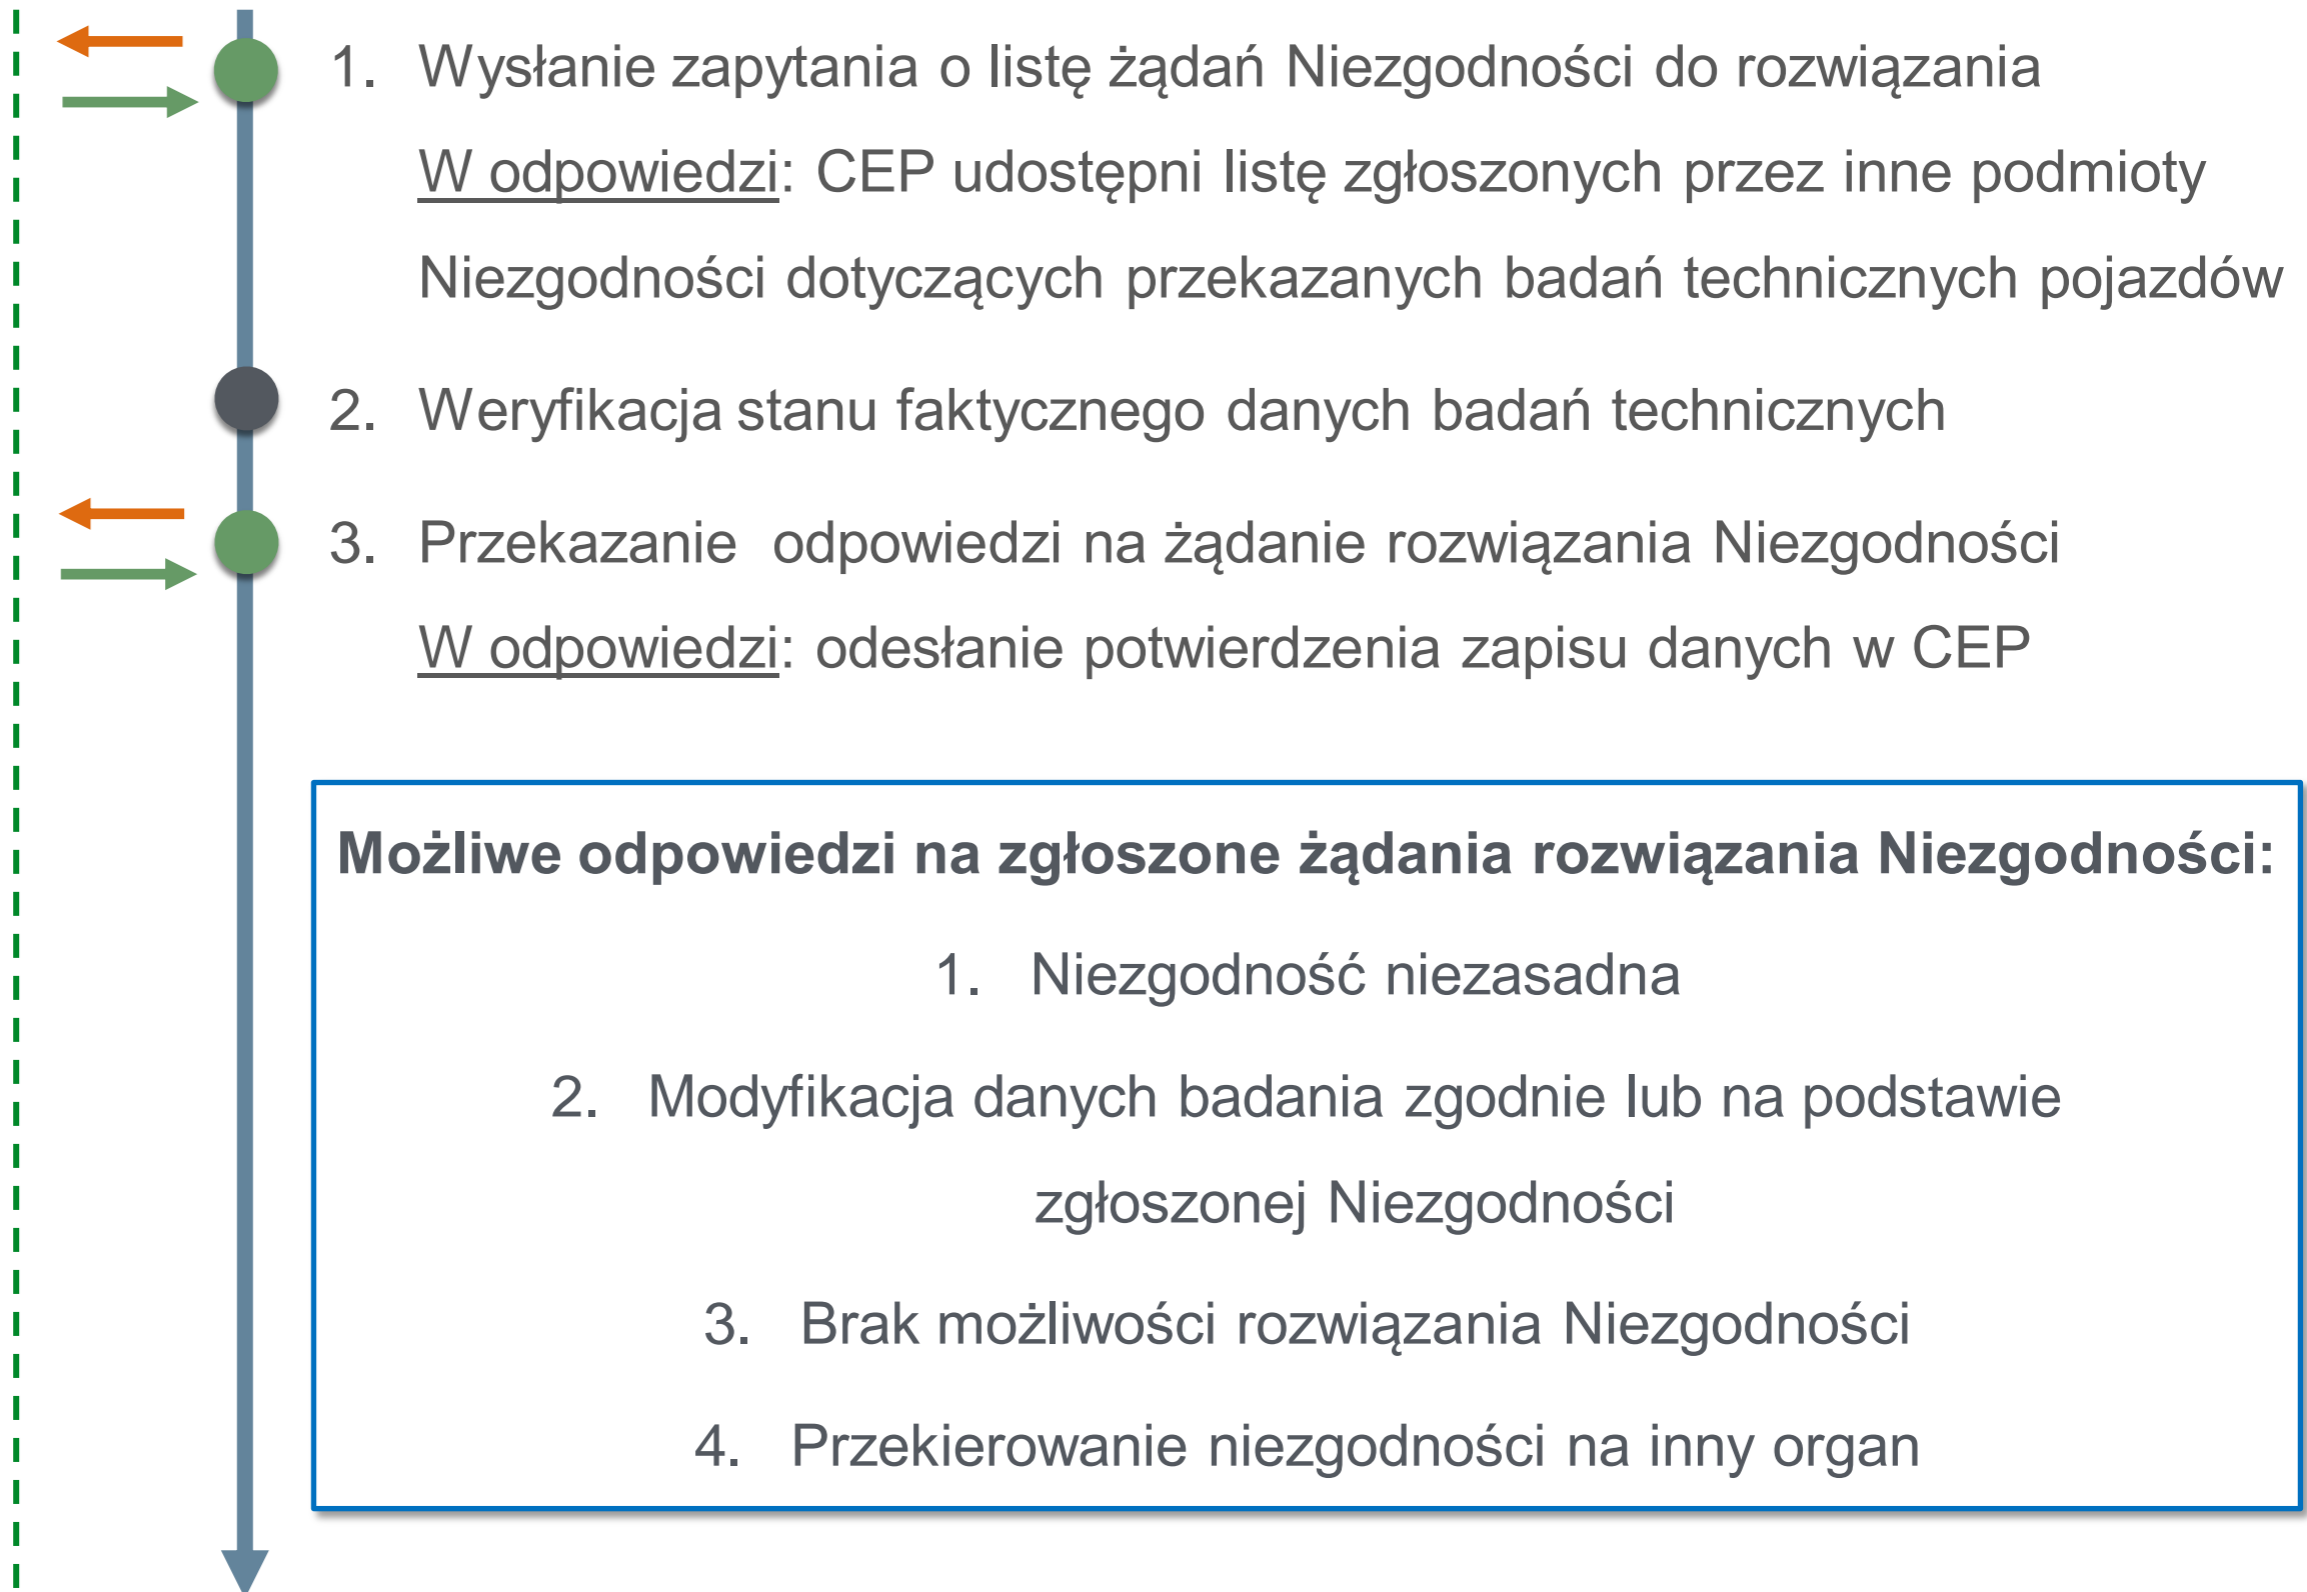 1. Wysłanie zapytania o listę żądań Niezgodności do rozwiązania
W odpowiedzi: CEP udostępni listę zgłoszonych przez inne podmioty
Niezgodności dotyczących przekazanych badań technicznych pojazdów
2. Weryfikacja stanu faktycznego danych badań technicznych
3. Przekazanie  odpowiedzi na żądanie rozwiązania Niezgodności
W odpowiedzi: odesłanie potwierdzenia zapisu danych w CEP
Możliwe odpowiedzi na zgłoszone żądania rozwiązania Niezgodności:
1. Niezgodność niezasadna
2. Modyfikacja danych badania zgodnie lub na podstawie
zgłoszonej Niezgodności
3. Brak możliwości rozwiązania Niezgodności
4. Przekierowanie niezgodności na inny organ